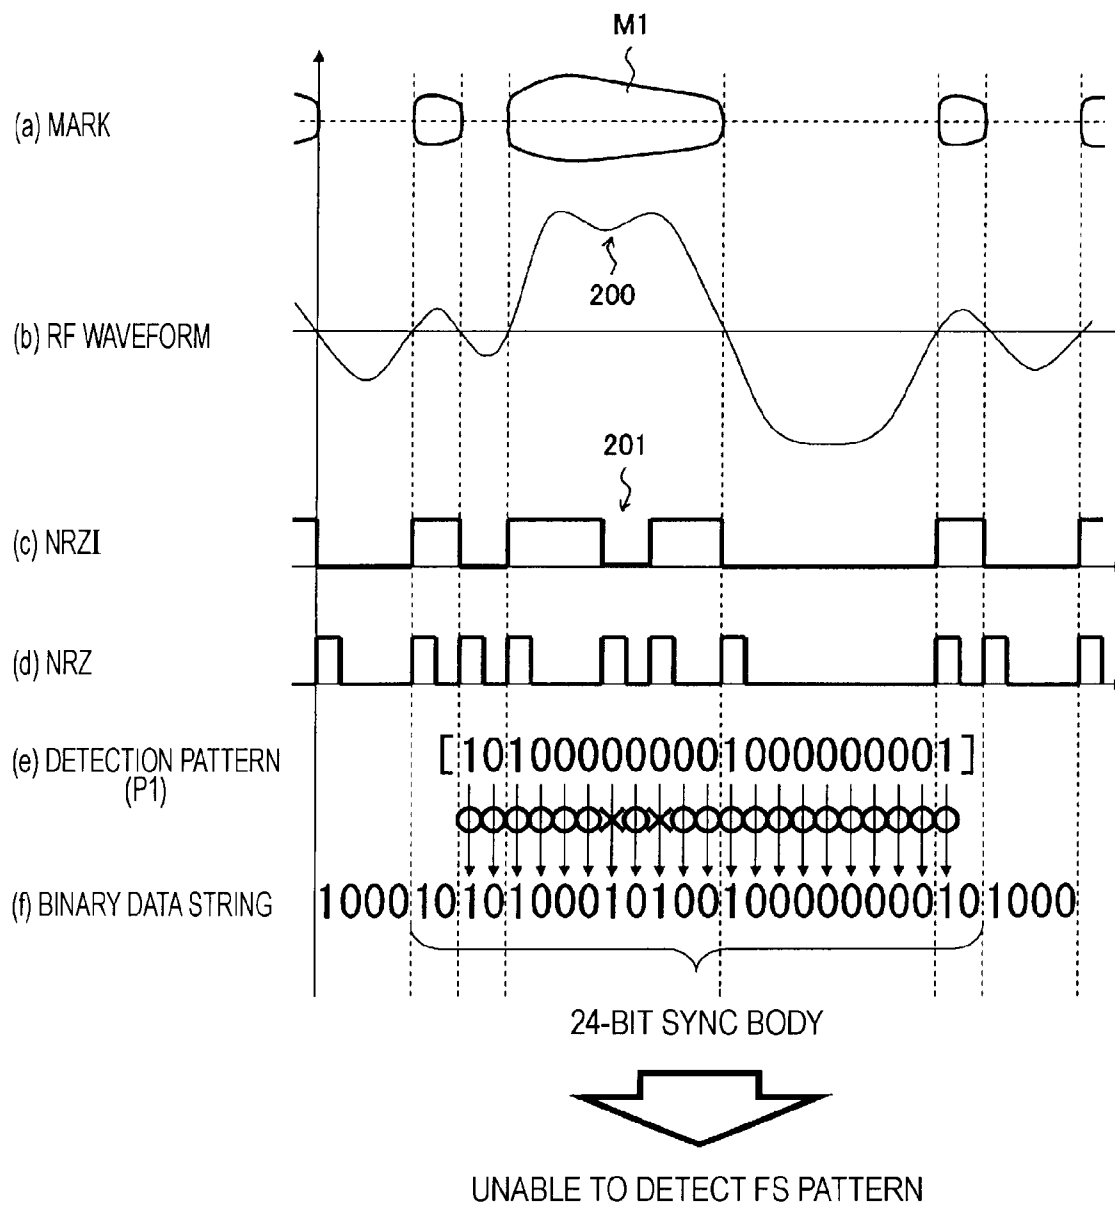 M1
(a) MARK
200
(b) RF WAVEFORM
201
(c) NRZI
(d) NRZ
(e) DETECTION PATTERN
(P1)
[101000000001000000001]
(f) BINARY DATA STRING
10001010100010100100000000101000
24-BIT SYNC BODY
UNABLE TO DETECT FS PATTERN